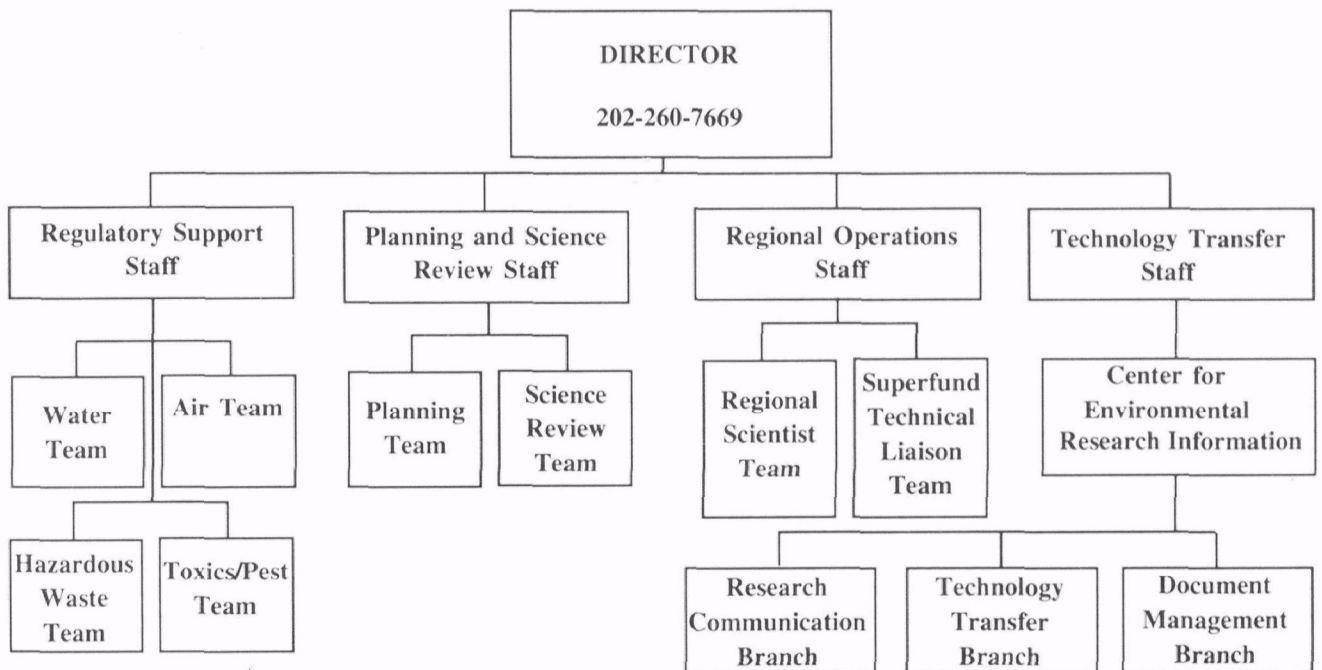 DIRECTOR
202-260-7669
Regulatory Support
Staff
Planning and Science
Review Staff
Regional Operations
Staff
Technology Transfer
Staff
Water
Team
Air Team
Planning
Team
Science
Review
Team
Regional
Scientist
Team
Superfund
Technical
Liaison
Team
Center for
Environmental
Research Information
Hazardous
Waste
Team
Toxics/Pest
Team
Research
Communication
Branch
Technology
Transfer
Branch
Document
Management
Branch